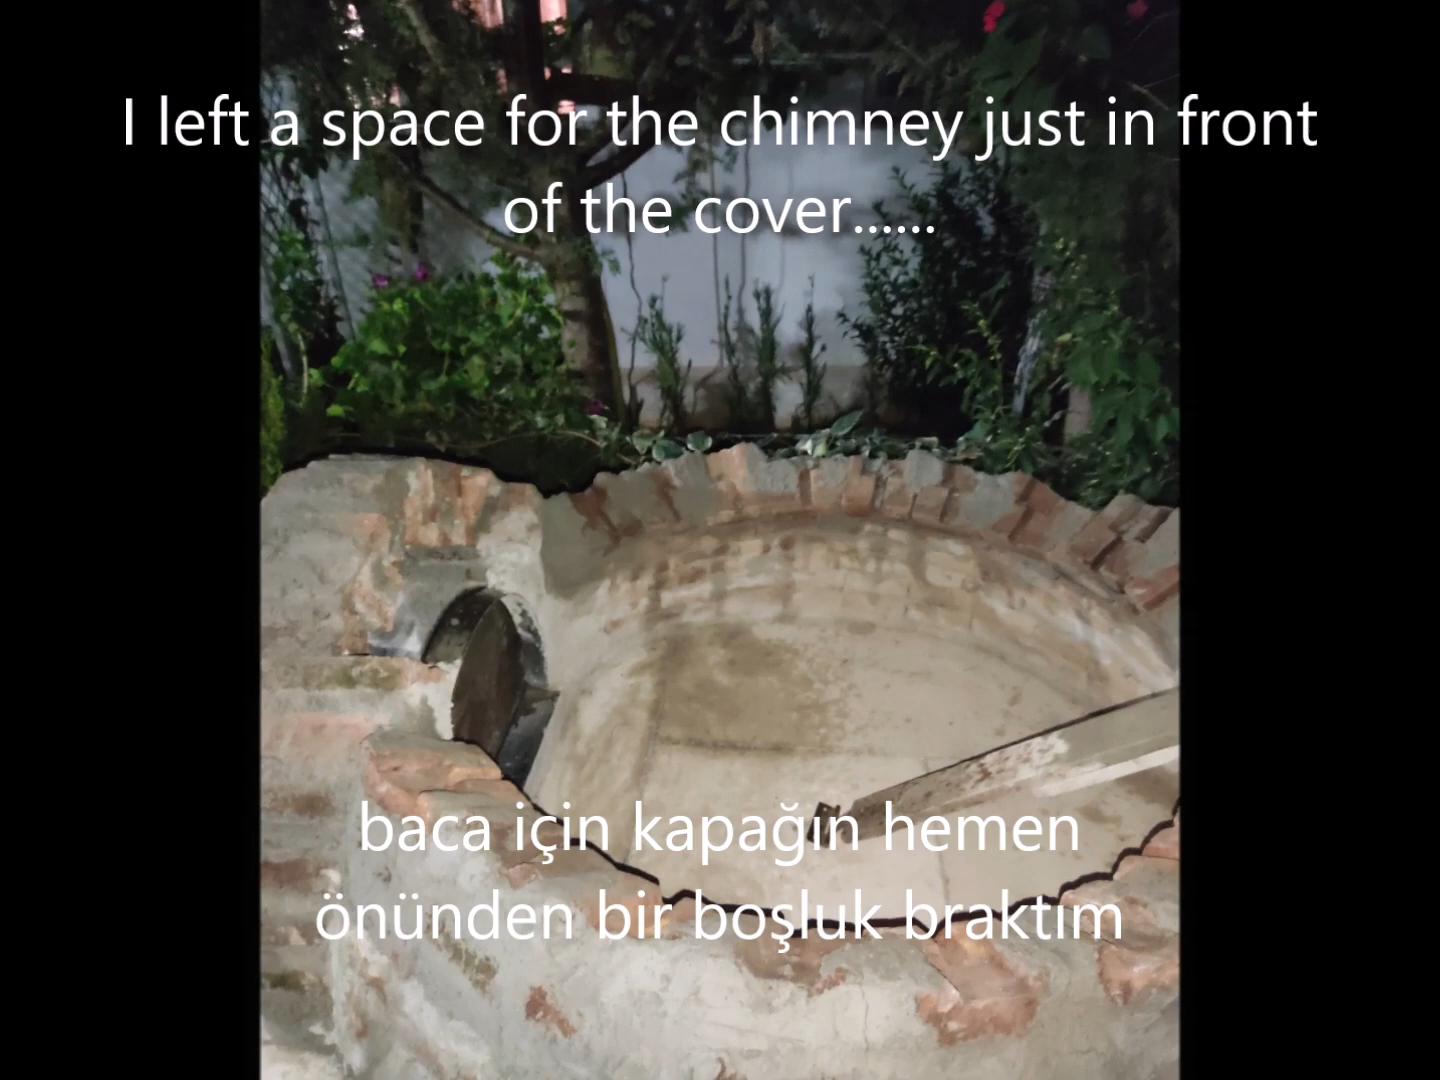 I left a space for the chimney just in front
of the cover......
baca için kapağın hemen
önünden bir boşluk braktım